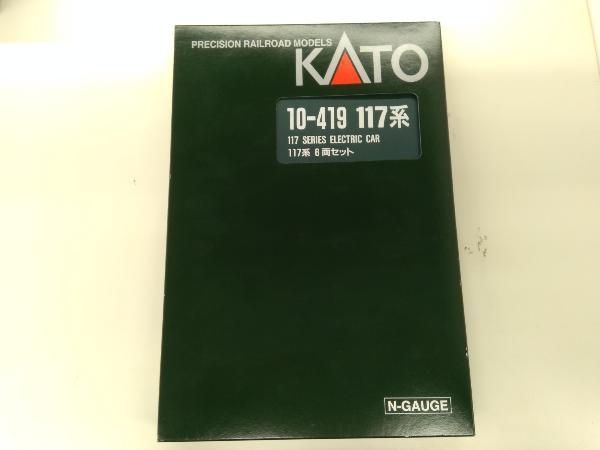 PRECISION RAILROAD MODELS
KATO
10-419 117系
117 SERIES ELECTRIC CAR
117系 6両セット
N-GAUGE